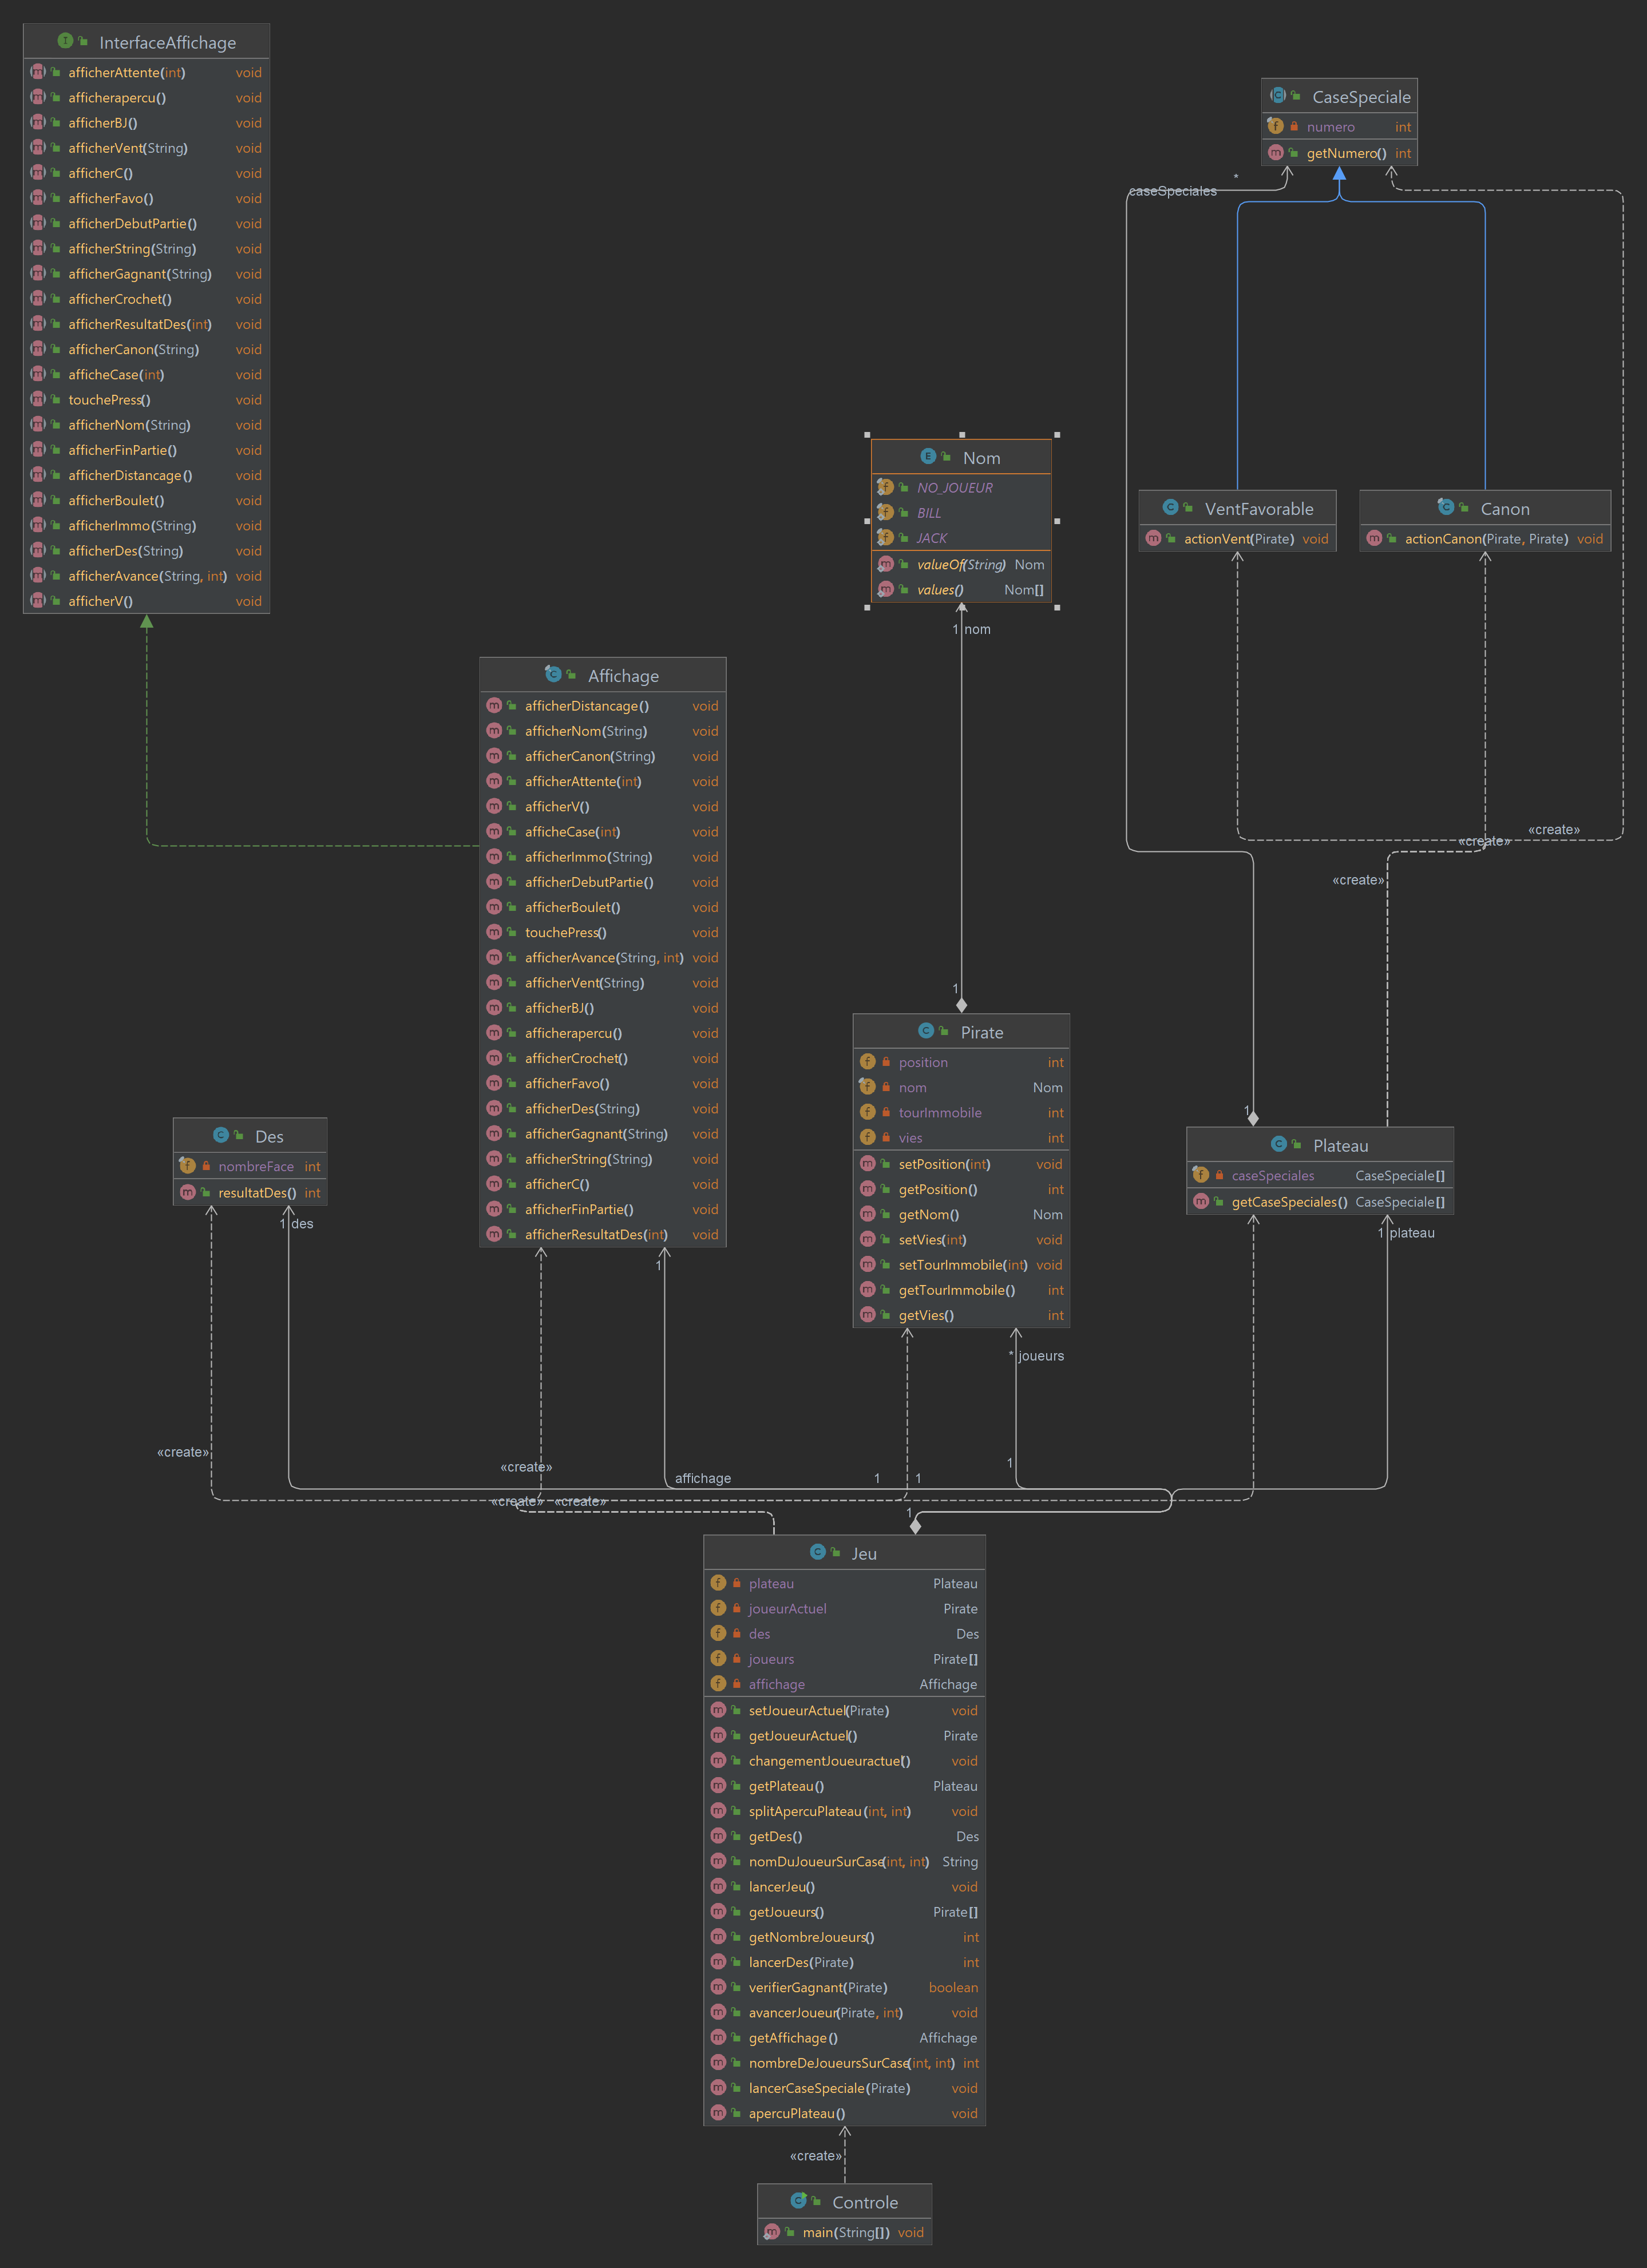 InterfaceAffichage
afficherAttente(int) void
afficherapercu() void
afficherBJ() void
afficherVent(String) void
afficherC() void
afficherFavo() void
afficherDebutPartie() void
afficherString(String) void
afficherGagnant(String) void
afficherCrochet() void
afficherResultatDes(int) void
afficherCanon(String) void
afficheCase(int) void
touchePress() void
afficherNom(String) void
afficherFinPartie() void
afficherDistancage() void
afficherBoulet() void
afficherImmo(String) void
afficherDes(String) void
afficherAvance(String, int) void
afficherV() void
CaseSpeciale
numero int
getNumero() int
*
caseSpeciales
Nom
NO_JOUEUR
BILL
JACK
valueOf(String) Nom
values() Nom[]
1 nom
VentFavorable
actionVent(Pirate) void
Canon
actionCanon(Pirate, Pirate) void
«create»
«create»
«create»
Affichage
afficherDistancage() void
afficherNom(String) void
afficherCanon(String) void
afficherAttente(int) void
afficherV() void
afficheCase(int) void
afficherImmo(String) void
afficherDebutPartie() void
afficherBoulet() void
touchePress() void
afficherAvance(String, int) void
afficherVent(String) void
afficherBJ() void
afficherapercu() void
afficherCrochet() void
afficherFavo() void
afficherDes(String) void
afficherGagnant(String) void
afficherString(String) void
afficherC() void
afficherFinPartie() void
afficherResultatDes(int) void
1
1
Pirate
position int
nom Nom
tourImmobile int
vies int
setPosition(int) void
getPosition() int
getNom() Nom
setVies(int) void
setTourImmobile(int) void
getTourImmobile() int
getVies() int
* joueurs
1
Plateau
caseSpeciales CaseSpeciale[]
getCaseSpeciales() CaseSpeciale[]
1 plateau
Des
nombreFace int
resultatDes() int
1 des
«create»
«create»
affichage
1
1
1
«create»
«create»
1
Jeu
plateau Plateau
joueurActuel Pirate
des Des
joueurs Pirate[]
affichage Affichage
setJoueurActuel(Pirate) void
getJoueurActuel() Pirate
changementJoueuractuel() void
getPlateau() Plateau
splitApercuPlateau(int, int) void
getDes() Des
nomDuJoueurSurCase(int, int) String
lancerJeu() void
getJoueurs() Pirate[]
getNombreJoueurs() int
lancerDes(Pirate) int
verifierGagnant(Pirate) boolean
avancerJoueur(Pirate, int) void
getAffichage() Affichage
nombreDeJoueursSurCase(int, int) int
lancerCaseSpeciale(Pirate) void
apercuPlateau() void
«create»
Controle
main(String[]) void